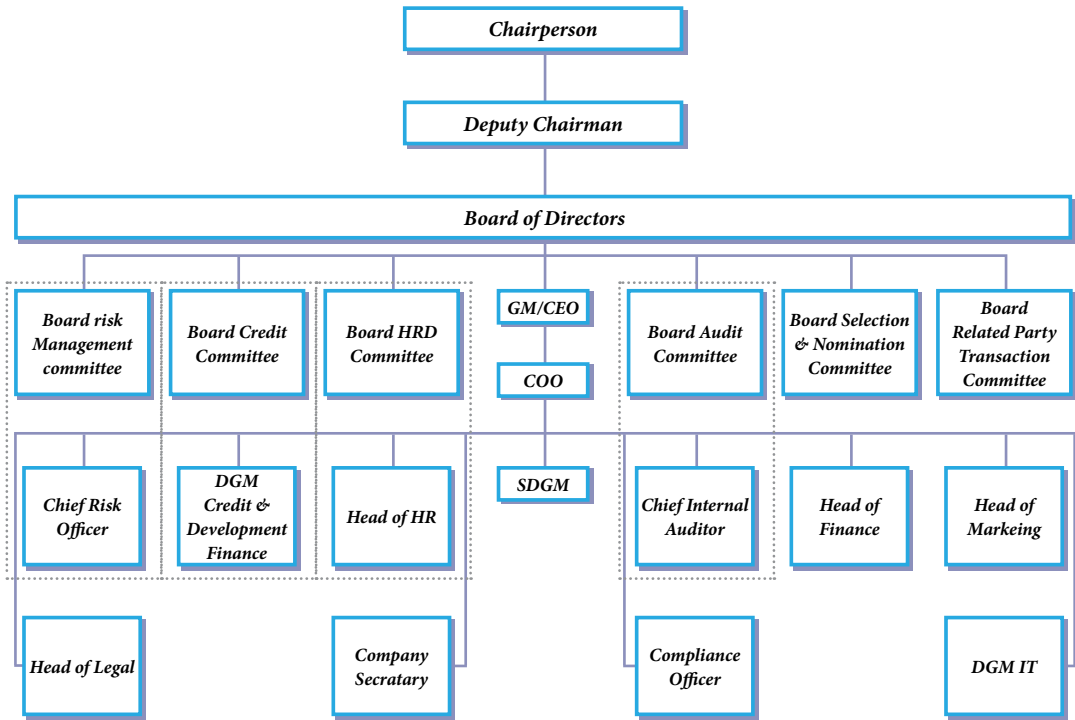 Chairperson
Deputy Chairman
Board of Directors
Board risk
Management
committee
Board Credit
Committee
Board HRD
Committee
GM/CEO
COO
Board Audit
Committee
Board Selection
& Nomination
Committee
Board
Related Party
Transaction
Committee
Chief Risk
Officer
DGM
Credit &
Development
Finance
Head of HR
SDGM
Chief Internal
Auditor
Head of
Finance
Head of
Markeing
Head of Legal
Company
Secratary
Compliance
Officer
DGM IT